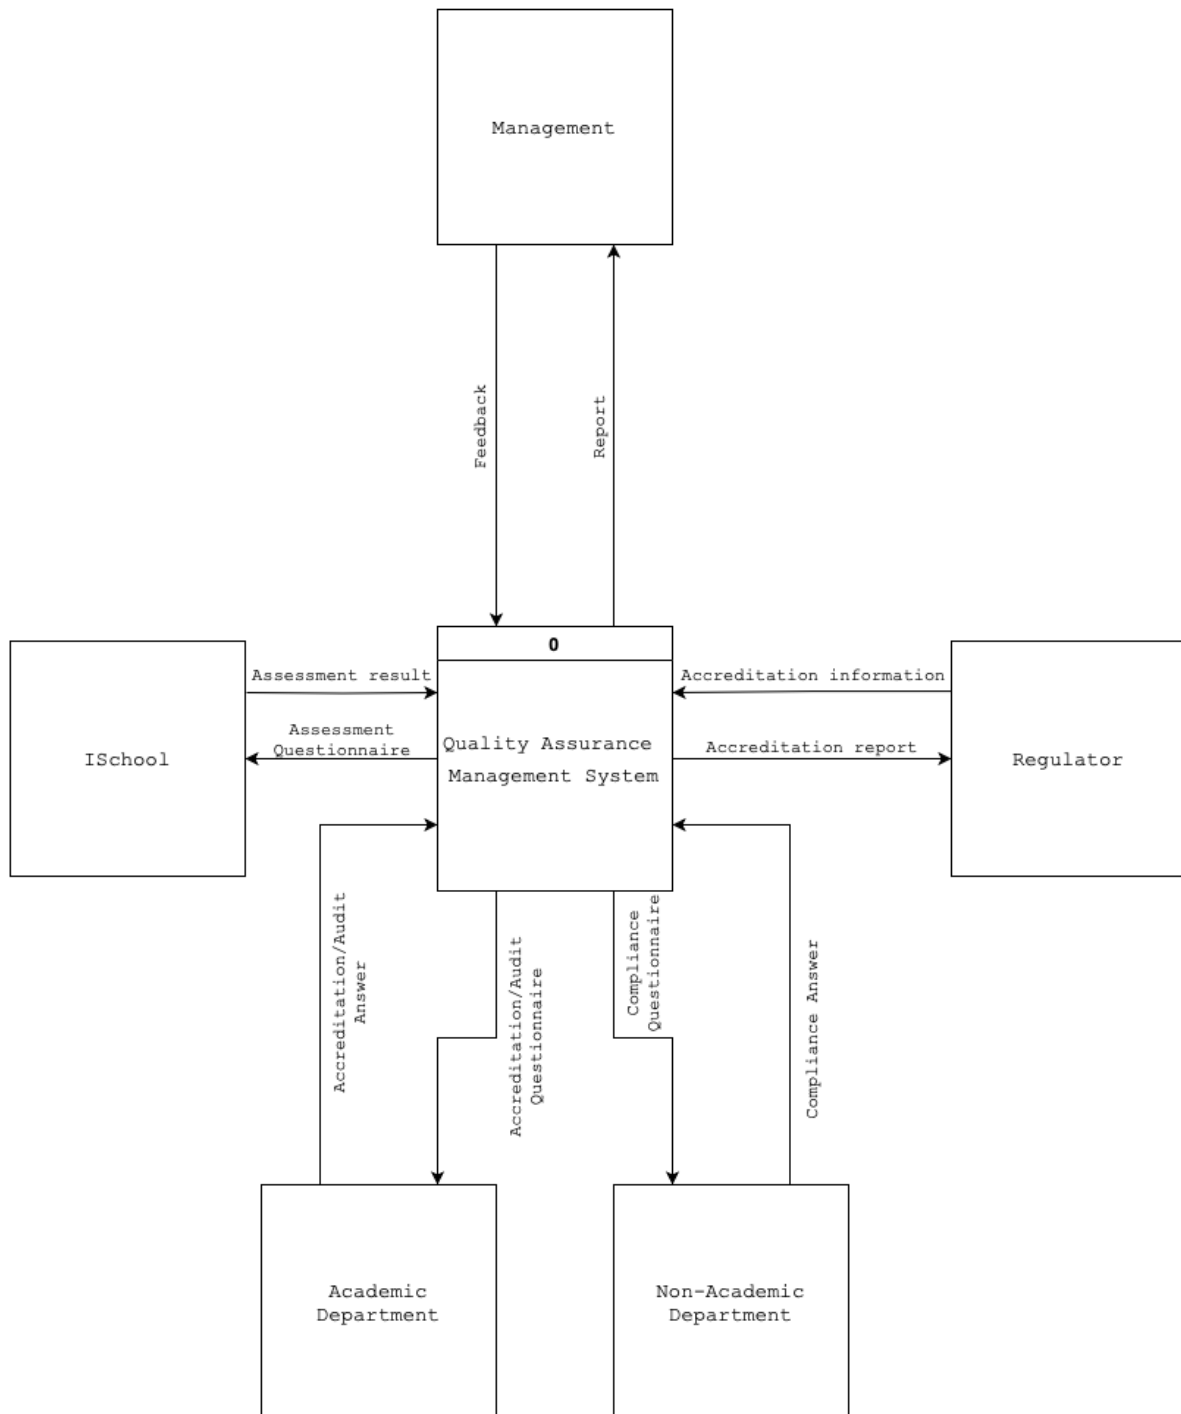 Management
Feedback
Report
0
Assessment result
Accreditation information
Assessment
Questionnaire
Quality Assurance
Management System
Accreditation report
ISchool
Regulator
Accreditation/Audit
Answer
Accreditation/Audit
Questionnaire
Compliance
Questionnaire
Compliance Answer
Academic
Department
Non-Academic
Department